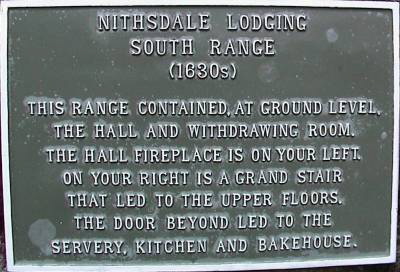 NITHSDALE LODGING
SOUTH RANGE
(1630s)
THIS RANGE CONTAINED, AT GROUND LEVEL,
THE HALL AND WITHDRAWING ROOM.
THE HALL FIREPLACE IS ON YOUR LEFT.
ON YOUR RIGHT IS A GRAND STAIR
THAT LED TO THE UPPER FLOORS.
THE DOOR BEYOND LED TO THE
SERVERY, KITCHEN AND BAKEHOUSE.